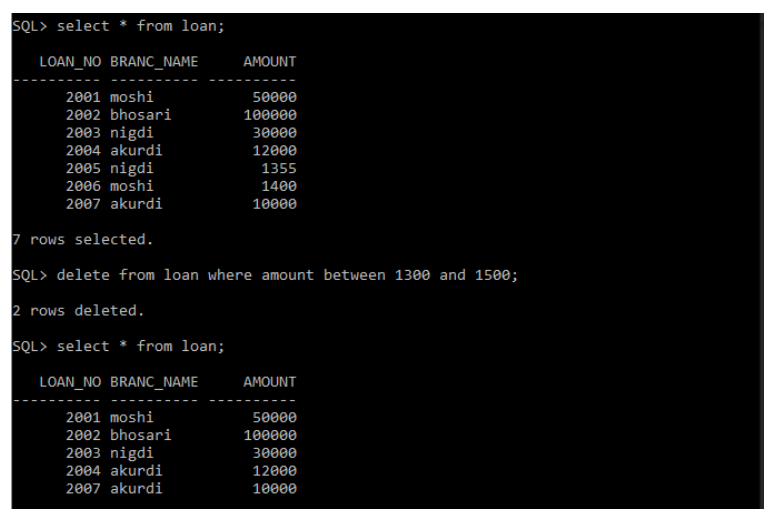 SQL> select * from loan;
LOAN_NO BRANC_NAME AMOUNT
---------- ---------- ----------
2001 moshi 50000
2002 bhosari 100000
2003 nigdi 30000
2004 akurdi 12000
2005 nigdi 1355
2006 moshi 1400
2007 akurdi 10000
7 rows selected.
SQL> delete from loan where amount between 1300 and 1500;
2 rows deleted.
SQL> select * from loan;
LOAN_NO BRANC_NAME AMOUNT
---------- ---------- ----------
2001 moshi 50000
2002 bhosari 100000
2003 nigdi 30000
2004 akurdi 12000
2007 akurdi 10000